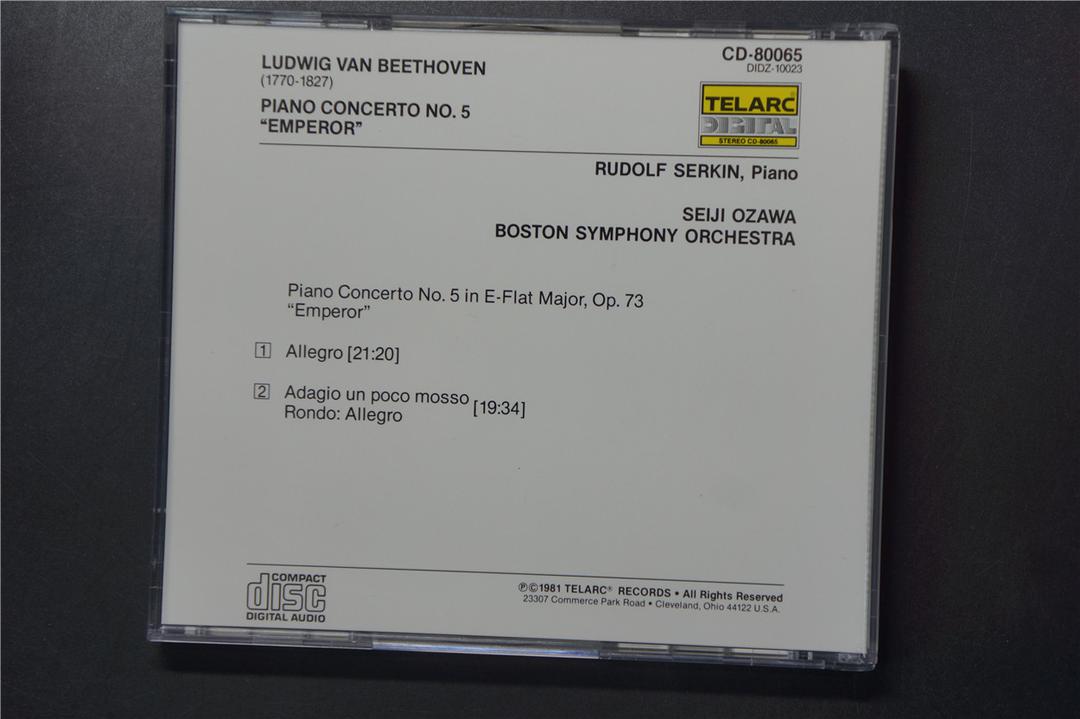 LUDWIG VAN BEETHOVEN
(1770-1827)
PIANO CONCERTO NO. 5
“EMPEROR”
CD-80065
DIDZ-10023
TELARC®
DIGITAL
STEREO CD-80065
RUDOLF SERKIN, Piano
SEIJI OZAWA
BOSTON SYMPHONY ORCHESTRA
Piano Concerto No. 5 in E-Flat Major, Op. 73
“Emperor”
1 Allegro [21:20]
2 Adagio un poco mosso
Rondo: Allegro [19:34]
COMPACT
disc
DIGITAL AUDIO
℗©1981 TELARC® RECORDS • All Rights Reserved
23307 Commerce Park Road • Cleveland, Ohio 44122 U.S.A.